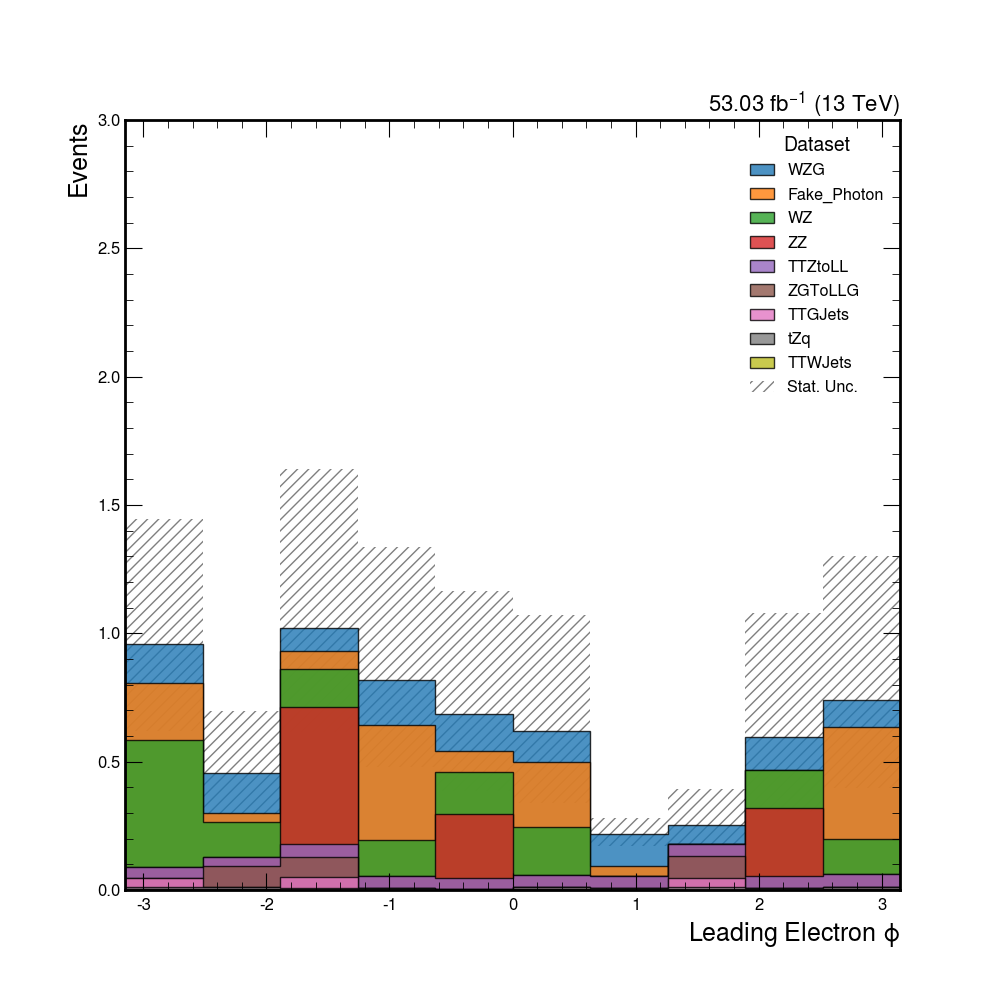 53.03 fb⁻¹ (13 TeV)
Events
3.0
2.5
2.0
1.5
1.0
0.5
0.0
Dataset
WZG
Fake_Photon
WZ
ZZ
TTZtoLL
ZGToLLG
TTGJets
tZq
TTWJets
Stat. Unc.
-3 -2 -1 0 1 2 3
Leading Electron ϕ